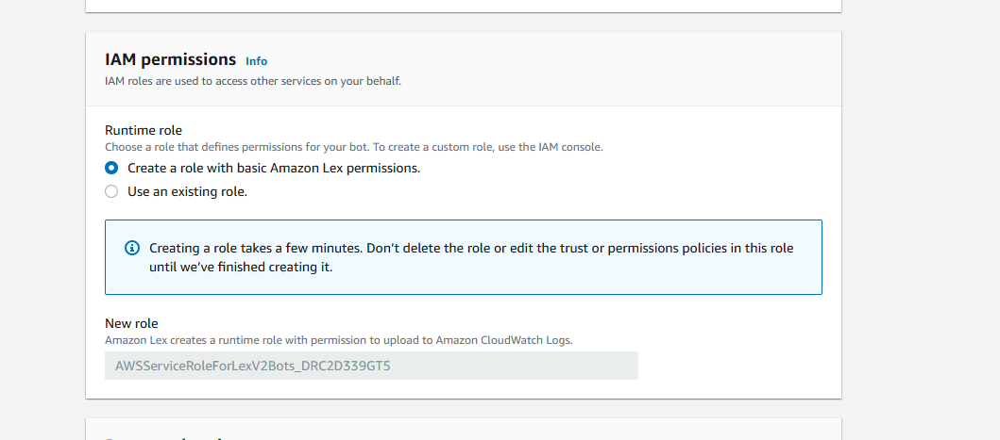 IAM permissions Info
IAM roles are used to access other services on your behalf.
Runtime role
Choose a role that defines permissions for your bot. To create a custom role, use the IAM console.
Create a role with basic Amazon Lex permissions.
Use an existing role.
Creating a role takes a few minutes. Don’t delete the role or edit the trust or permissions policies in this role
until we’ve finished creating it.
New role
Amazon Lex creates a runtime role with permission to upload to Amazon CloudWatch Logs.
AWSServiceRoleForLexV2Bots_DRC2D339GT5